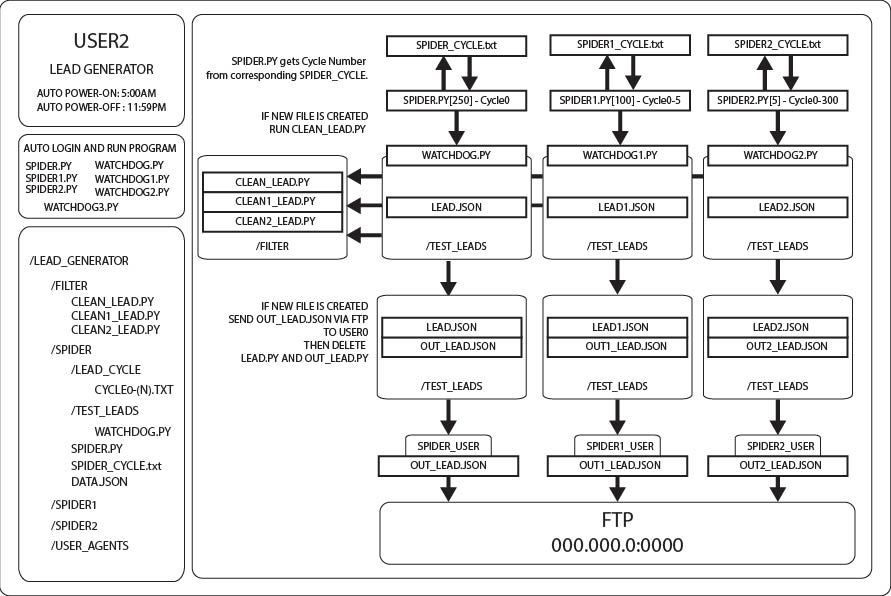 USER2
LEAD GENERATOR
AUTO POWER-ON: 5:00AM
AUTO POWER-OFF : 11:59PM
AUTO LOGIN AND RUN PROGRAM
SPIDER.PY WATCHDOG.PY
SPIDER1.PY WATCHDOG1.PY
SPIDER2.PY WATCHDOG2.PY
WATCHDOG3.PY
/LEAD_GENERATOR
/FILTER
CLEAN_LEAD.PY
CLEAN1_LEAD.PY
CLEAN2_LEAD.PY
/SPIDER
/LEAD_CYCLE
CYCLE0-(N).TXT
/TEST_LEADS
WATCHDOG.PY
SPIDER.PY
SPIDER_CYCLE.txt
DATA.JSON
/SPIDER1
/SPIDER2
/USER_AGENTS
SPIDER.PY gets Cycle Number
from corresponding SPIDER_CYCLE.
IF NEW FILE IS CREATED
RUN CLEAN_LEAD.PY
SPIDER_CYCLE.txt
SPIDER1_CYCLE.txt
SPIDER2_CYCLE.txt
SPIDER.PY[250] - Cycle0
SPIDER1.PY[100] - Cycle0-5
SPIDER2.PY[5] - Cycle0-300
WATCHDOG.PY
WATCHDOG1.PY
WATCHDOG2.PY
CLEAN_LEAD.PY
CLEAN1_LEAD.PY
CLEAN2_LEAD.PY
/FILTER
LEAD.JSON
LEAD1.JSON
LEAD2.JSON
/TEST_LEADS
/TEST_LEADS
/TEST_LEADS
IF NEW FILE IS CREATED
SEND OUT_LEAD.JSON VIA FTP
TO USER0
THEN DELETE
LEAD.PY AND OUT_LEAD.PY
LEAD.JSON
LEAD1.JSON
LEAD2.JSON
OUT_LEAD.JSON
OUT1_LEAD.JSON
OUT2_LEAD.JSON
/TEST_LEADS
/TEST_LEADS
/TEST_LEADS
SPIDER_USER
SPIDER1_USER
SPIDER2_USER
OUT_LEAD.JSON
OUT1_LEAD.JSON
OUT2_LEAD.JSON
FTP
000.000.0:0000